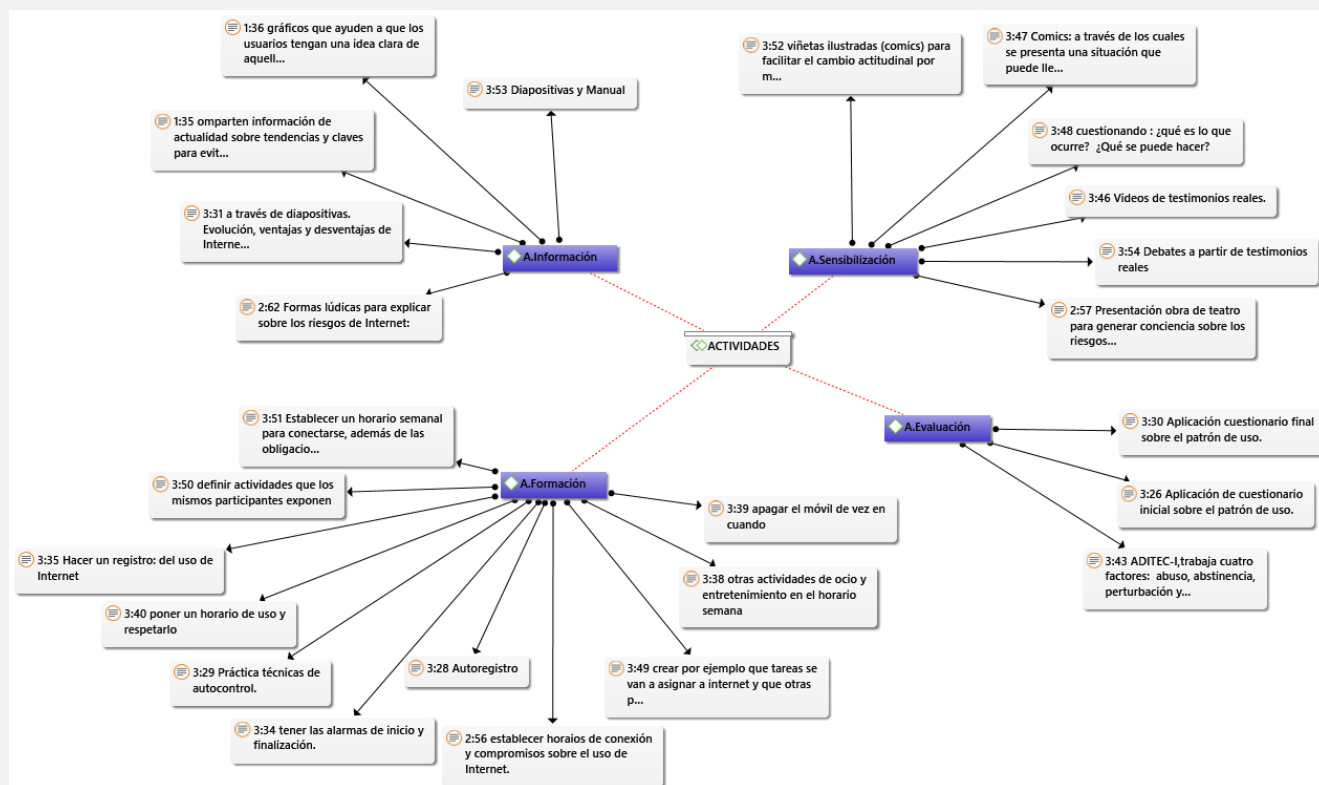 1:36 gráficos que ayuden a que los
usuarios tengan una idea clara de
aquell...
3:53 Diapositivas y Manual
1:35 omparten información de
actualidad sobre tendencias y claves
para evit...
3:31 a través de diapositivas.
Evolución, ventajas y desventajas de
Interne...
A.Información
2:62 Formas lúdicas para explicar
sobre los riesgos de Internet:
3:52 viñetas ilustradas (comics) para
facilitar el cambio actitudinal por
m...
3:47 Comics: a través de los cuales
se presenta una situación que
puede lle...
3:48 cuestionando : ¿qué es lo que
ocurre? ¿Qué se puede hacer?
3:46 Videos de testimonios reales.
A.Sensibilización
3:54 Debates a partir de testimonios
reales
2:57 Presentación obra de teatro
para generar conciencia sobre los
riesgos...
ACTIVIDADES
3:51 Establecer un horario semanal
para conectarse, además de las
obligacio...
3:50 definir actividades que los
mismos participantes exponen
A.Formación
3:35 Hacer un registro: del uso de
Internet
3:40 poner un horario de uso y
respetarlo
3:29 Práctica técnicas de
autocontrol.
3:34 tener las alarmas de inicio y
finalización.
3:28 Autoregistro
2:56 establecer horaios de conexión
y compromisos sobre el uso de
Internet.
3:49 crear por ejemplo que tareas se
van a asignar a internet y que otras
p...
3:38 otras actividades de ocio y
entretenimiento en el horario
semana
3:39 apagar el móvil de vez en
cuando
A.Evaluación
3:30 Aplicación cuestionario final
sobre el patrón de uso.
3:26 Aplicación de cuestionario
inicial sobre el patrón de uso.
3:43 ADITEC-I,trabaja cuatro
factores: abuso, abstinencia,
perturbación y...